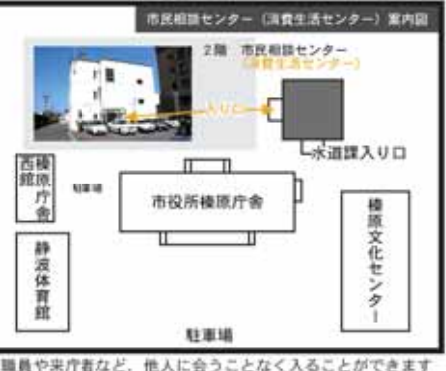 市民相談センター（消費生活センター）案内図
2階 市民相談センター
（消費生活センター）
入り口
水道課入り口
榛原庁舎
西館
駐車場
市役所榛原庁舎
静波体育館
榛原文化センター
駐車場
職員や来庁者など、他人に会うことなく入ることができます